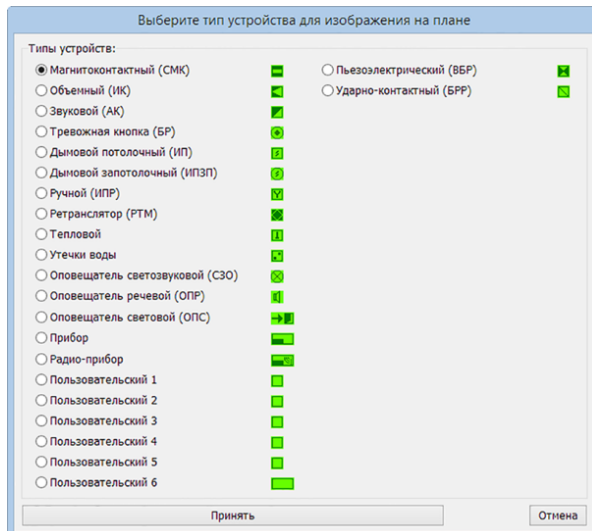 Выберите тип устройства для изображения на плане
Типы устройств:
Магнитоконтактный (СМК)
Объемный (ИК)
Звуковой (АК)
Тревожная кнопка (БР)
Дымовой потолочный (ИП)
Дымовой запотолочный (ИПЗП)
Ручной (ИПР)
Ретранслятор (РТМ)
Тепловой
Утечки воды
Оповещатель светозвуковой (СЗО)
Оповещатель речевой (ОПР)
Оповещатель световой (ОПС)
Прибор
Радио-прибор
Пользовательский 1
Пользовательский 2
Пользовательский 3
Пользовательский 4
Пользовательский 5
Пользовательский 6
Пьезоэлектрический (ВБР)
Ударно-контактный (БРР)
Принять
Отмена